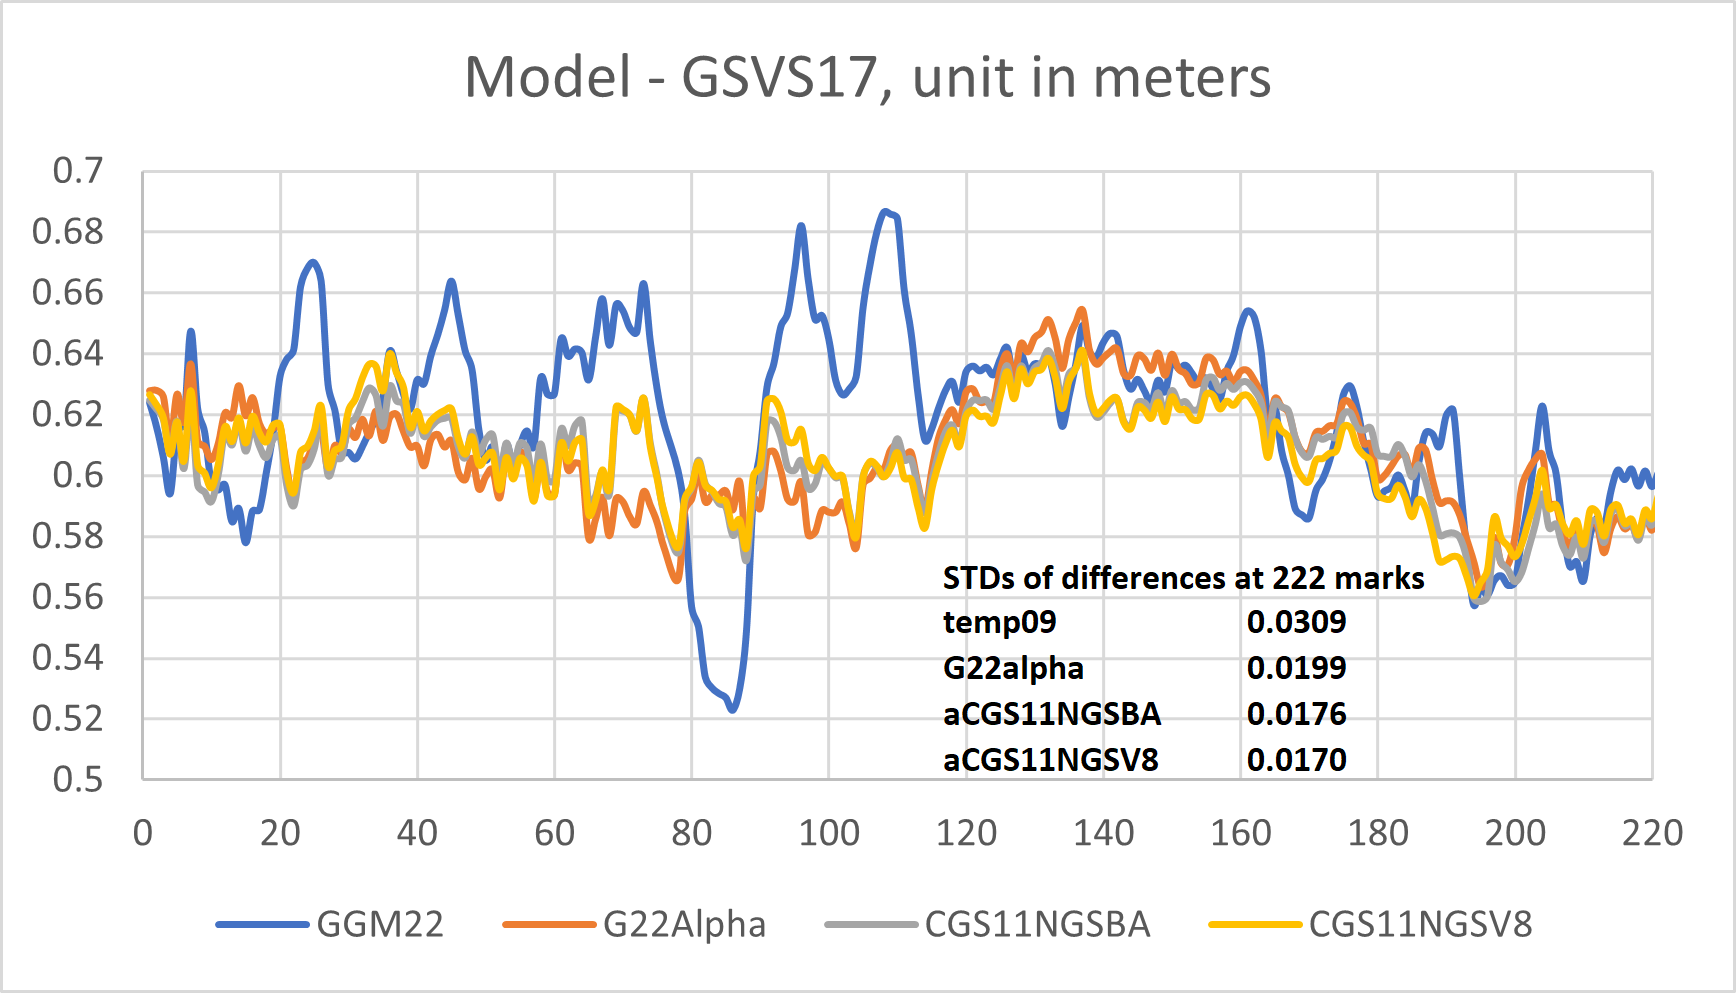 Model - GSVS17, unit in meters
0.7
0.68
0.66
0.64
0.62
0.6
0.58
0.56
0.54
0.52
0.5
STDs of differences at 222 marks
temp09 0.0309
G22alpha 0.0199
aCGS11NGSBA 0.0176
aCGS11NGSV8 0.0170
0 20 40 60 80 100 120 140 160 180 200 220
GGM22 G22Alpha CGS11NGSBA CGS11NGSV8